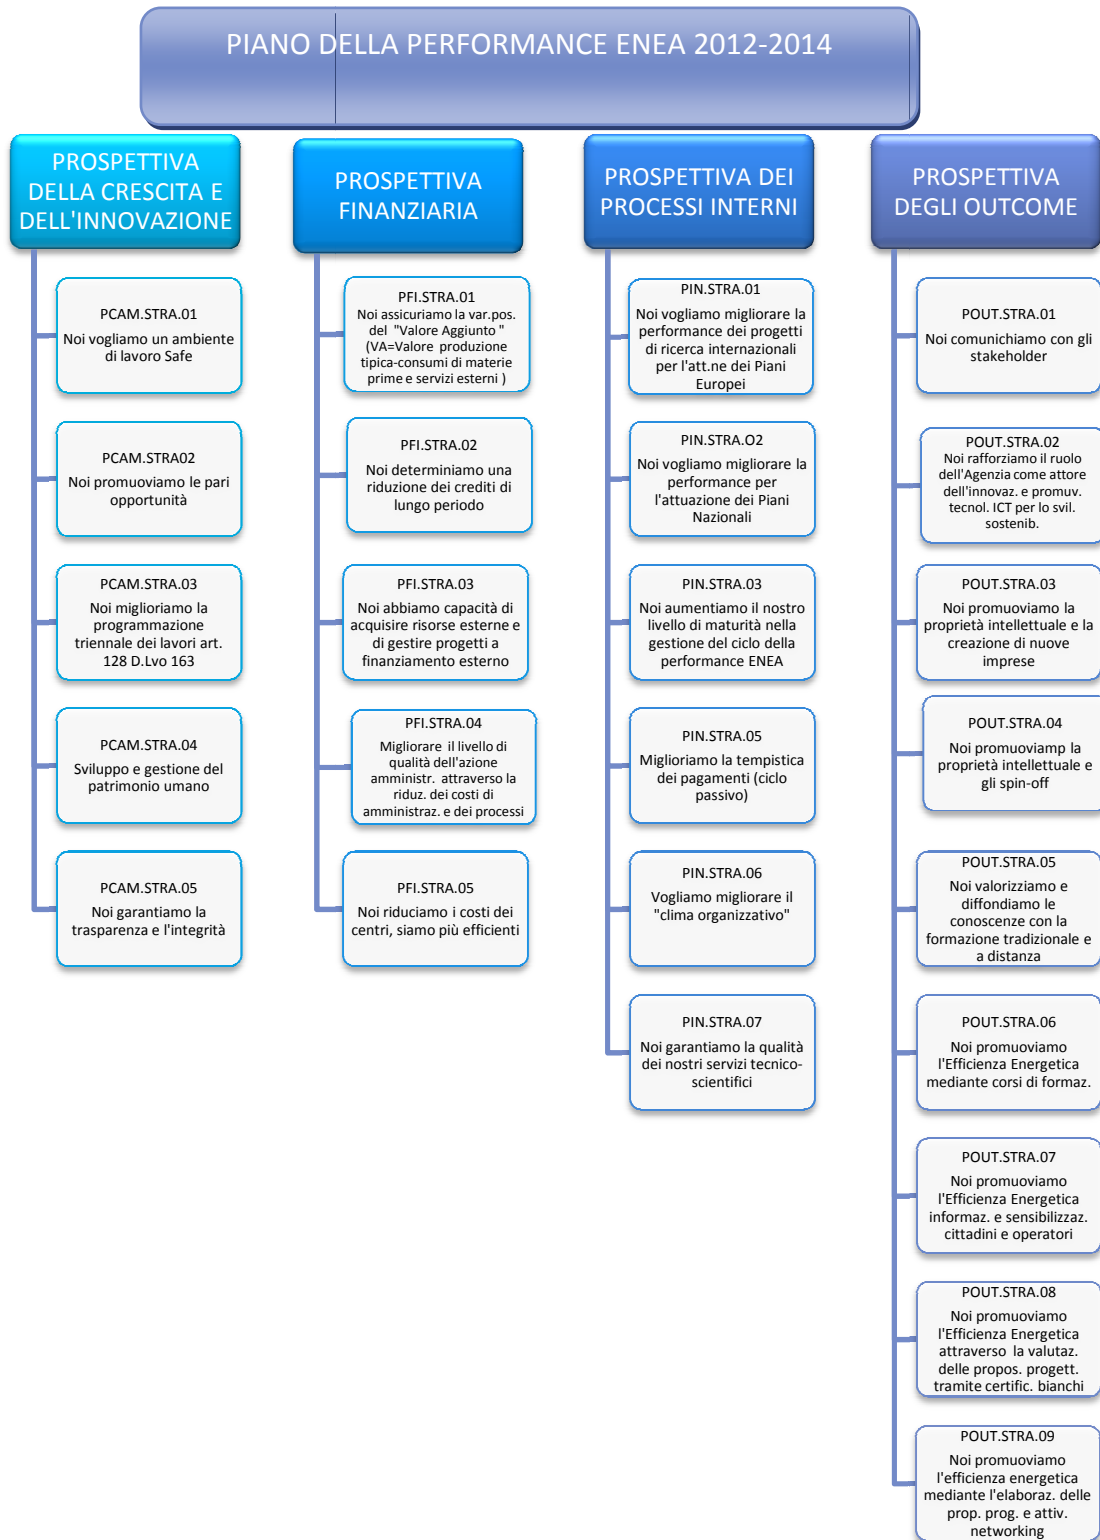 PIANO DELLA PERFORMANCE ENEA 2012-2014
PROSPETTIVA
DELLA CRESCITA E
DELL'INNOVAZIONE
PCAM.STRA.01
Noi vogliamo un ambiente
di lavoro Safe
PCAM.STRA02
Noi promuoviamo le pari
opportunità
PCAM.STRA.03
Noi miglioriamo la
programmazione
triennale dei lavori art.
128 D.Lvo 163
PCAM.STRA.04
Sviluppo e gestione del
patrimonio umano
PCAM.STRA.05
Noi garantiamo la
trasparenza e l'integrità
PROSPETTIVA
FINANZIARIA
PFI.STRA.01
Noi assicuriamo la var.pos.
del "Valore Aggiunto "
(VA=Valore produzione
tipica-consumi di materie
prime e servizi esterni )
PFI.STRA.02
Noi determiniamo una
riduzione dei crediti di
lungo periodo
PFI.STRA.03
Noi abbiamo capacità di
acquisire risorse esterne e
di gestire progetti a
finanziamento esterno
PFI.STRA.04
Migliorare il livello di
qualità dell'azione
amministr. attraverso la
riduz. dei costi di
amministraz. e dei processi
PFI.STRA.05
Noi riduciamo i costi dei
centri, siamo più efficienti
PROSPETTIVA DEI
PROCESSI INTERNI
PIN.STRA.01
Noi vogliamo migliorare la
performance dei progetti
di ricerca internazionali
per l'att.ne dei Piani
Europei
PIN.STRA.O2
Noi vogliamo migliorare la
performance per
l'attuazione dei Piani
Nazionali
PIN.STRA.03
Noi aumentiamo il nostro
livello di maturità nella
gestione del ciclo della
performance ENEA
PIN.STRA.05
Miglioriamo la tempistica
dei pagamenti (ciclo
passivo)
PIN.STRA.06
Vogliamo migliorare il
"clima organizzativo"
PIN.STRA.07
Noi garantiamo la qualità
dei nostri servizi tecnico-
scientifici
PROSPETTIVA
DEGLI OUTCOME
POUT.STRA.01
Noi comunichiamo con gli
stakeholder
POUT.STRA.02
Noi rafforziamo il ruolo
dell'Agenzia come attore
dell'innovaz. e promuv.
tecnol. ICT per lo svil.
sostenib.
POUT.STRA.03
Noi promuoviamo la
proprietà intellettuale e la
creazione di nuove
imprese
POUT.STRA.04
Noi promuoviamp la
proprietà intellettuale e
gli spin-off
POUT.STRA.05
Noi valorizziamo e
diffondiamo le
conoscenze con la
formazione tradizionale e
a distanza
POUT.STRA.06
Noi promuoviamo
l'Efficienza Energetica
mediante corsi di formaz.
POUT.STRA.07
Noi promuoviamo
l'Efficienza Energetica
informaz. e sensibilizzaz.
cittadini e operatori
POUT.STRA.08
Noi promuoviamo
l'Efficienza Energetica
attraverso la valutaz.
delle propos. progett.
tramite certific. bianchi
POUT.STRA.09
Noi promuoviamo
l'efficienza energetica
mediante l'elaboraz. delle
prop. prog. e attiv.
networking